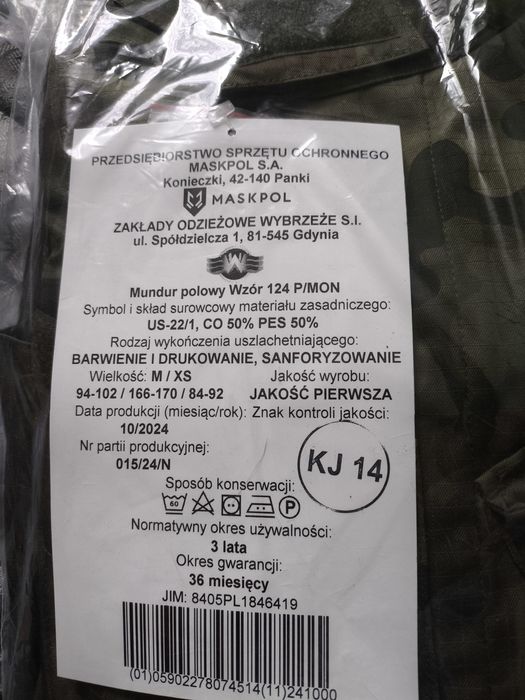 PRZEDSIĘBIORSTWO SPRZĘTU OCHRONNEGO
MASKPOL S.A.
Konieczki, 42-140 Panki
MASKPOL
ZAKŁADY ODZIEŻOWE WYBRZEŻE S.I.
ul. Spółdzielcza 1, 81-545 Gdynia
W
Mundur polowy Wzór 124 P/MON
Symbol i skład surowcowy materiału zasadniczego:
US-22/1, CO 50% PES 50%
Rodzaj wykończenia uszlachetniającego:
BARWIENIE I DRUKOWANIE, SANFORYZOWANIE
Wielkość: M / XS Jakość wyrobu:
94-102 / 166-170 / 84-92 JAKOŚĆ PIERWSZA
Data produkcji (miesiąc/rok): Znak kontroli jakości:
10/2024
Nr partii produkcyjnej:
015/24/N
KJ 14
Sposób konserwacji:
60 P
Normatywny okres używalności:
3 lata
Okres gwarancji:
36 miesięcy
JIM: 8405PL1846419
(01)05902278074514(11)241000